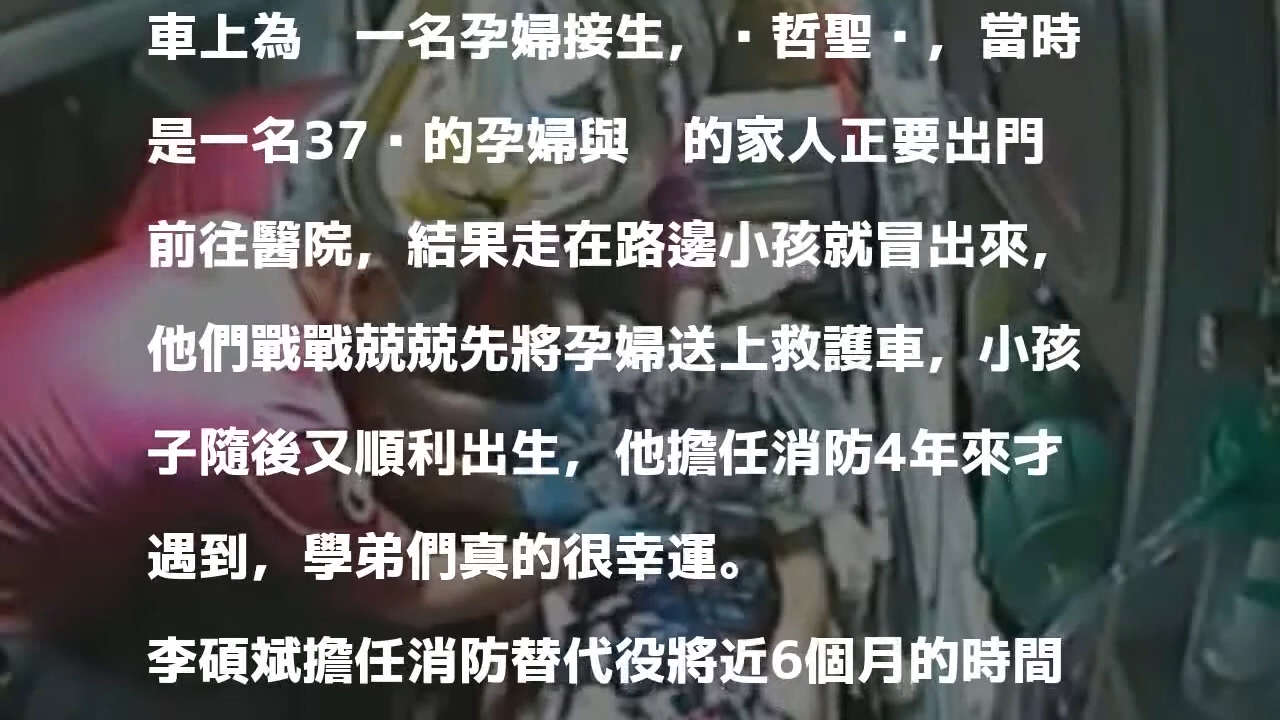 車上為　一名孕婦接生，·哲聖·，當時
是一名37·的孕婦與　的家人正要出門
前往醫院，結果走在路邊小孩就冒出來，
他們戰戰兢兢先將孕婦送上救護車，小孩
子隨後又順利出生，他擔任消防4年來才
遇到，學弟們真的很幸運。
李碩斌擔任消防替代役將近6個月的時間